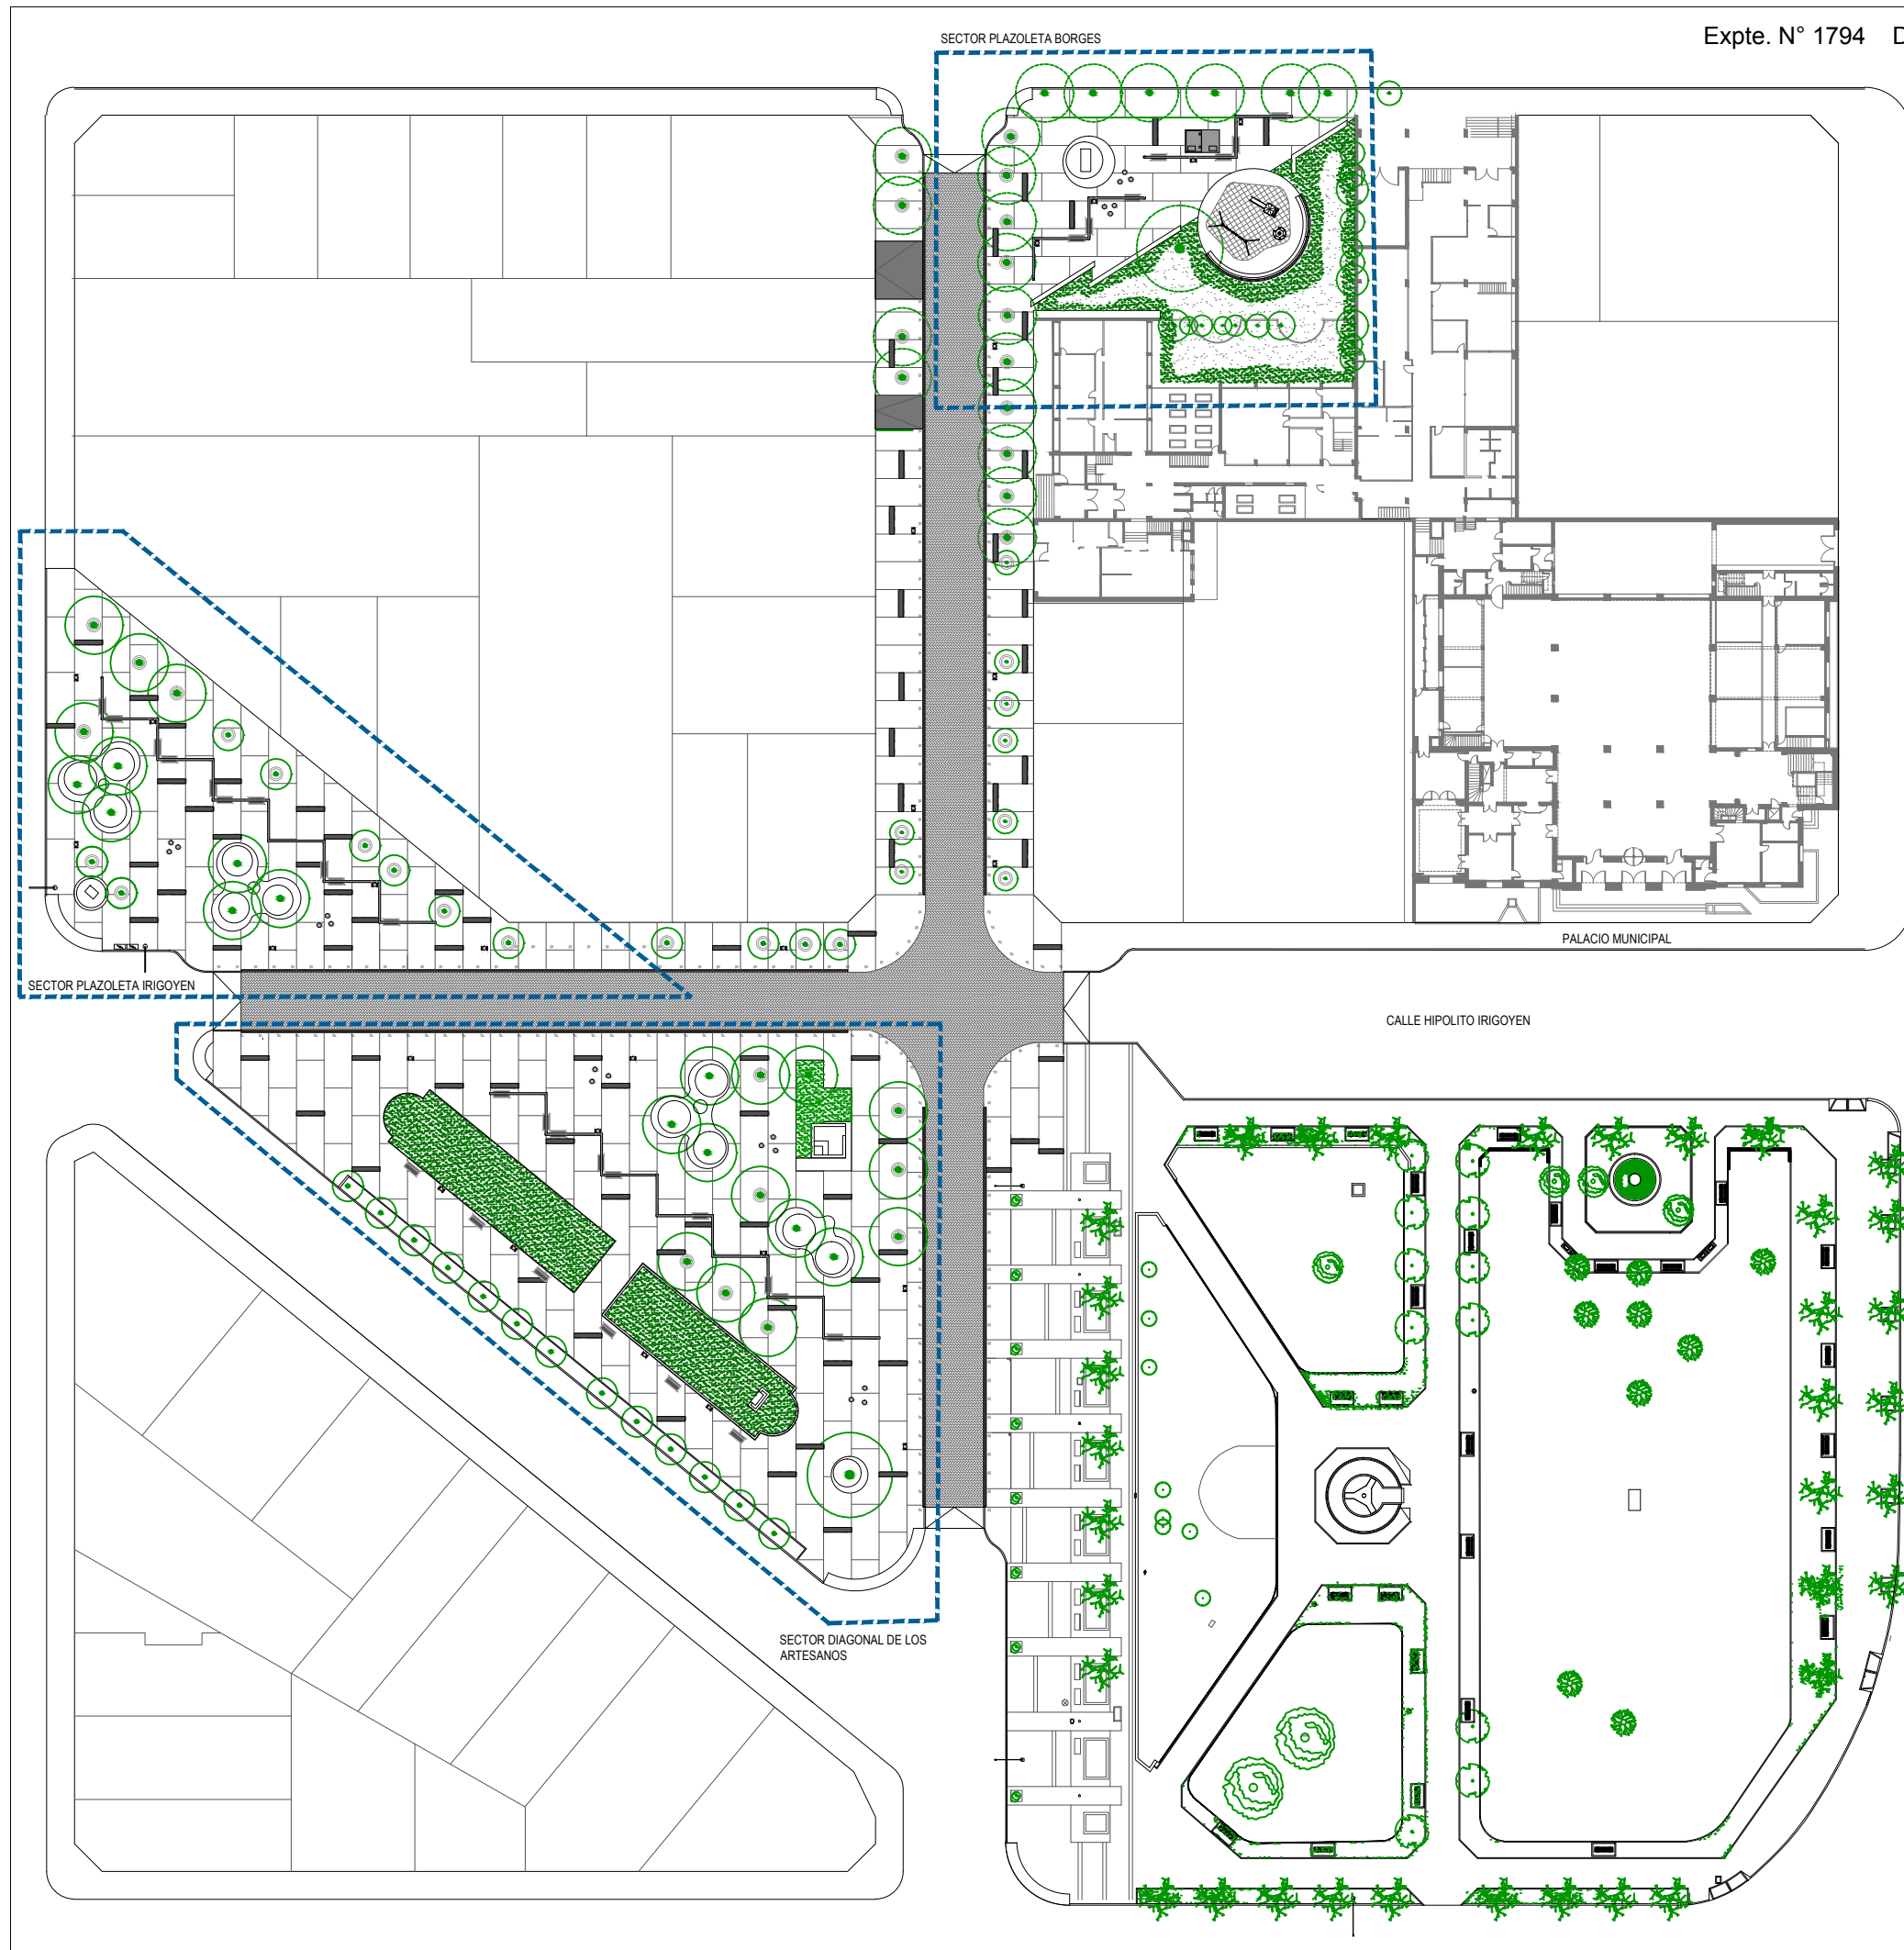 SECTOR PLAZOLETA BORGES
Expte. N° 1794 D
PALACIO MUNICIPAL
SECTOR PLAZOLETA IRIGOYEN
CALLE HIPOLITO IRIGOYEN
SECTOR DIAGONAL DE LOS
ARTESANOS